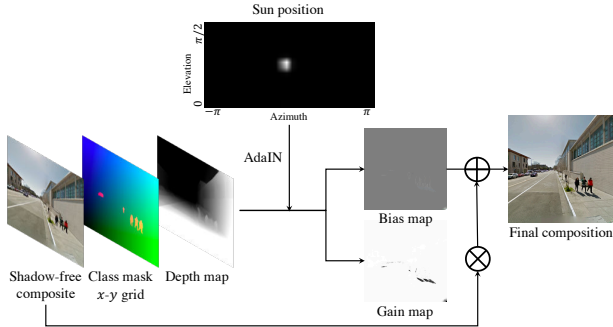 Sun position
π/2
Elevation
0
−π
π
Azimuth
AdaIN
Bias map
Final composition
Shadow-free
composite
Class mask
x-y grid
Depth map
Gain map